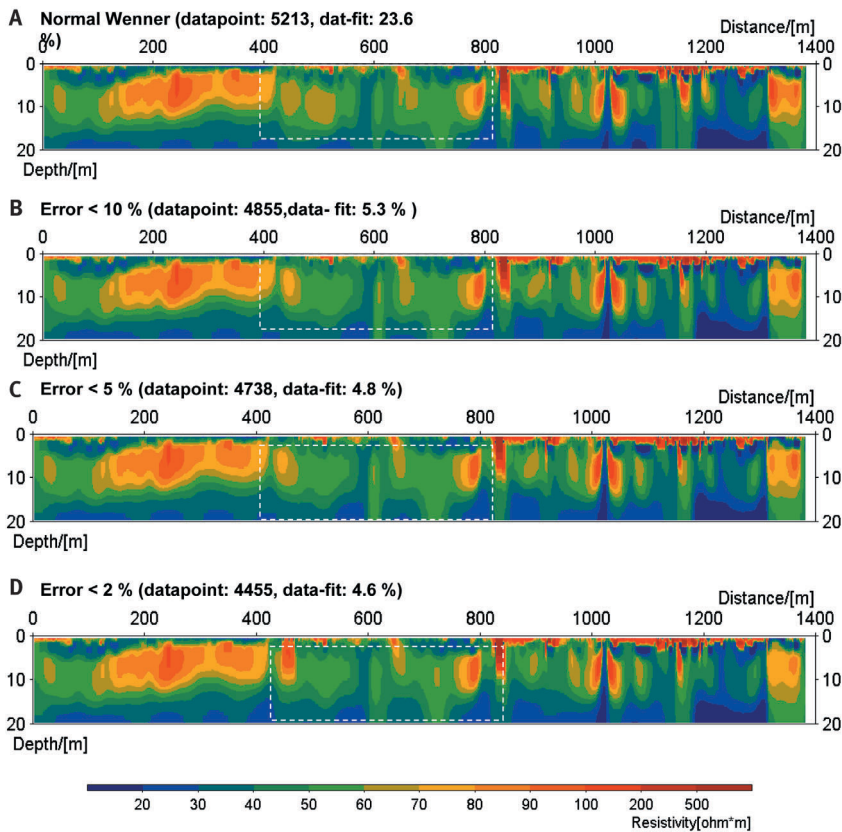 A Normal Wenner (datapoint: 5213, dat-fit: 23.6
%)
Distance/[m]
0 200 400 600 800 1000 1200 1400
0 0
10 10
20 20
Depth/[m]
B Error < 10 % (datapoint: 4855,data- fit: 5.3 % )
Distance/[m]
0 200 400 600 800 1000 1200 1400
0 0
10 10
20 20
Depth/[m]
C Error < 5 % (datapoint: 4738, data-fit: 4.8 %)
Distance/[m]
0 200 400 600 800 1000 1200 1400
0 0
10 10
20 20
Depth/[m]
D Error < 2 % (datapoint: 4455, data-fit: 4.6 %)
Distance/[m]
0 200 400 600 800 1000 1200 1400
0 0
10 10
20 20
Depth/[m]
20 30 40 50 60 70 80 90 100 200 500
Resistivity[ohm*m]